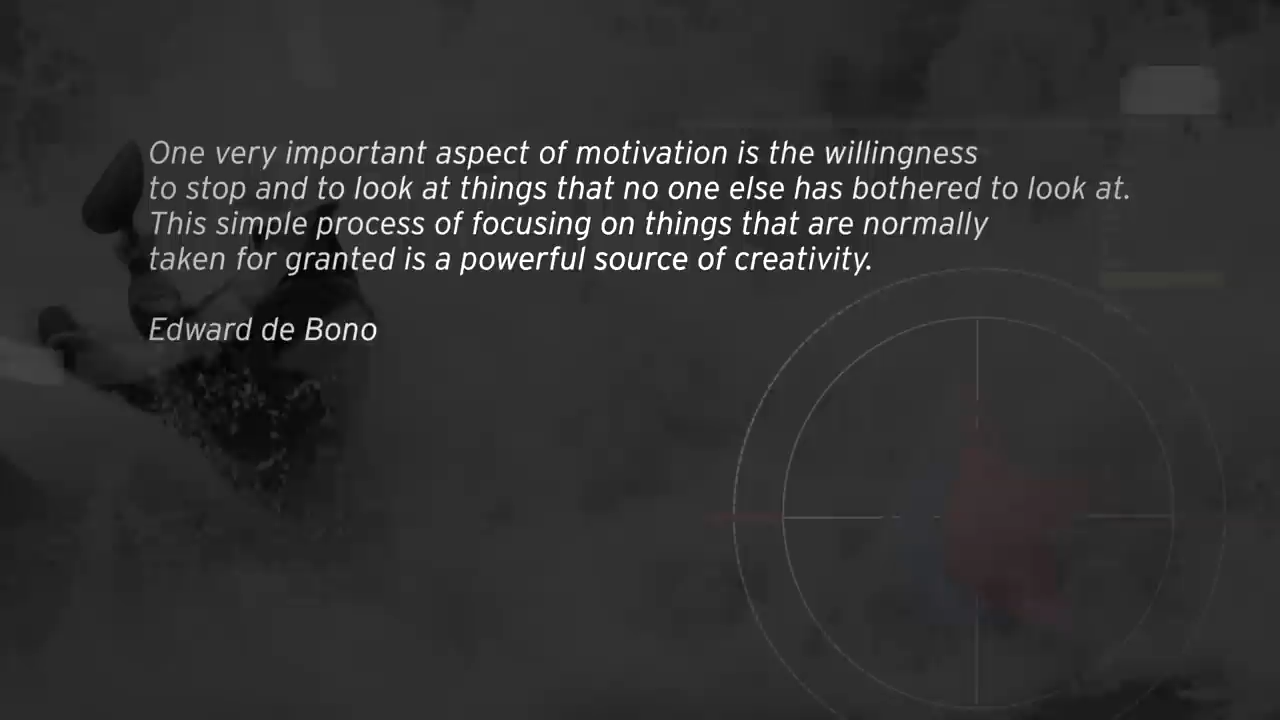 One very important aspect of motivation is the willingness
to stop and to look at things that no one else has bothered to look at.
This simple process of focusing on things that are normally
taken for granted is a powerful source of creativity.
Edward de Bono